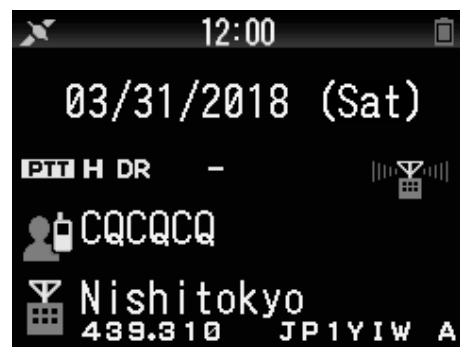 12:00
03/31/2018 (Sat)
PTT H DR -
CQCQCQ
Nishitokyo
439.310 JP1YIW A